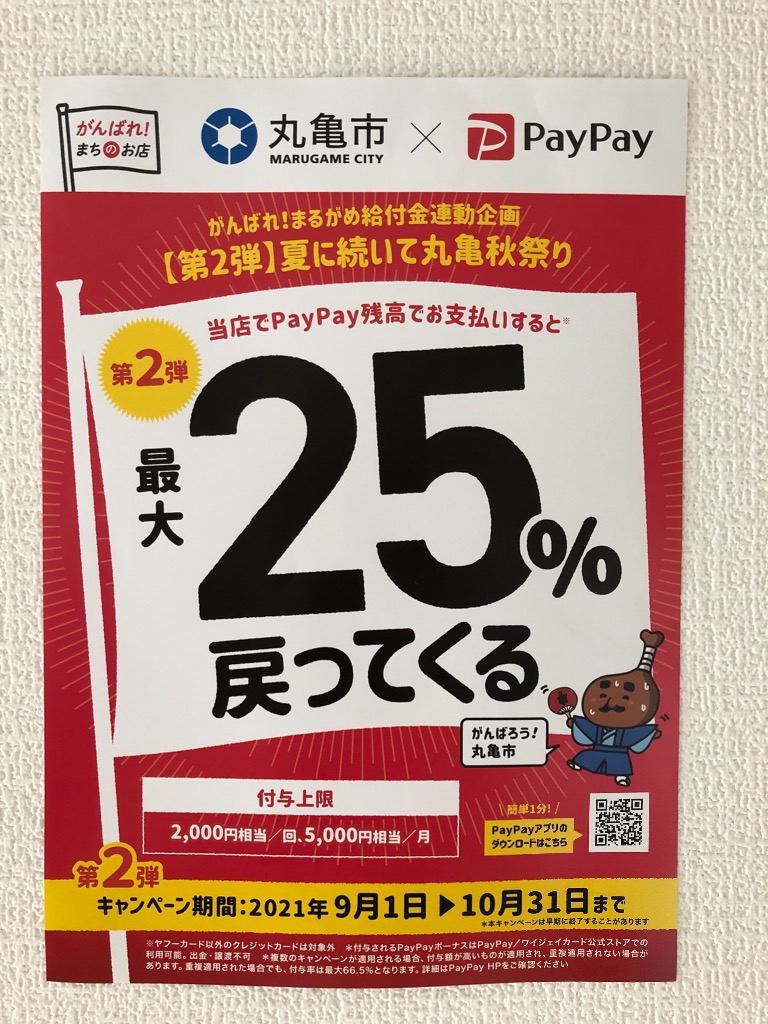 がんばれ!
まちのお店
丸亀市
MARUGAME CITY
×
PayPay
がんばれ!まるがめ給付金連動企画
【第2弾】夏に続いて丸亀秋祭り
当店でPayPay残高でお支払いすると※
第2弾
最大
25%
戻ってくる
がんばろう!
丸亀市
付与上限
2,000円相当/回、5,000円相当/月
簡単1分!
PayPayアプリの
ダウンロードはこちら
第2弾
キャンペーン期間:2021年9月1日▶10月31日まで
*本キャンペーンは早期に終了することがあります
※ヤフーカード以外のクレジットカードは対象外 *付与されるPayPayボーナスはPayPay/ワイジェイカード公式ストアでの
利用可能。出金・譲渡不可 *複数のキャンペーンが適用される場合、付与額が高いものが適用され、重複適用されない場合が
あります。重複適用された場合でも、付与率は最大66.5%となります。詳細はPayPay HPをご確認ください